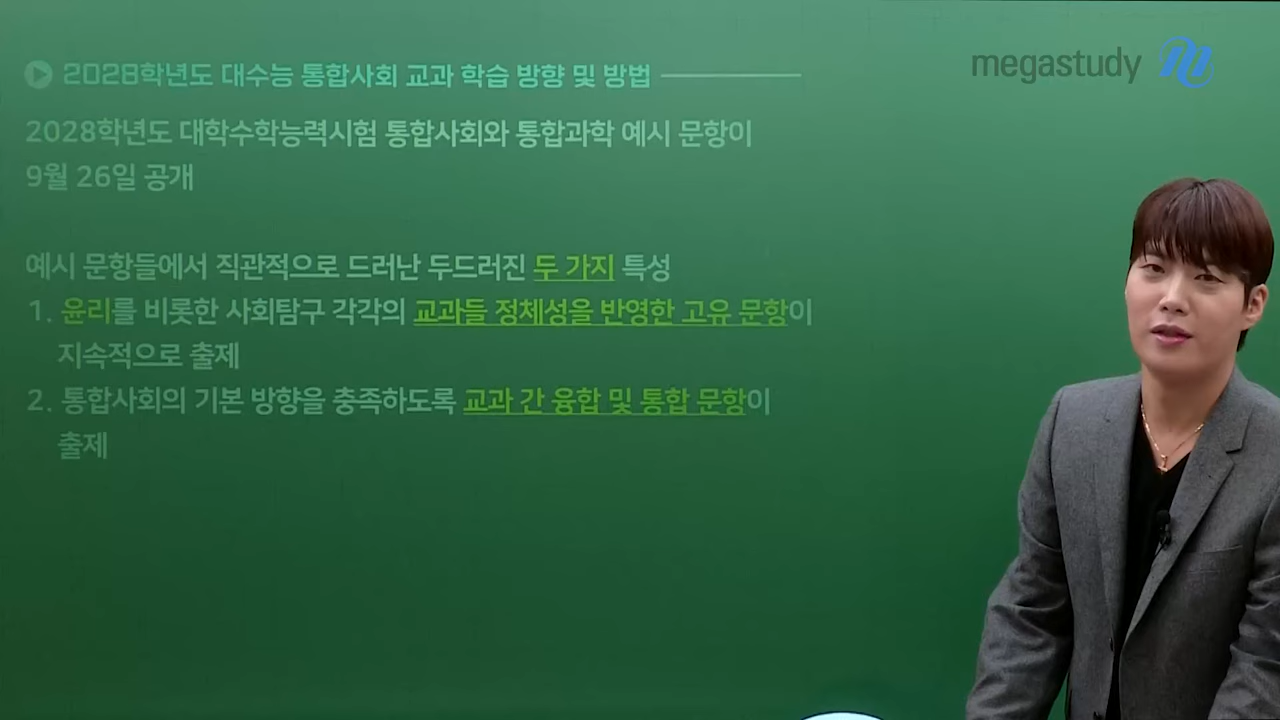 2028학년도 대수능 통합사회 교과 학습 방향 및 방법
megastudy
2028학년도 대학수학능력시험 통합사회와 통합과학 예시 문항이
9월 26일 공개
예시 문항들에서 직관적으로 드러난 두드러진 두 가지 특성
1. 윤리를 비롯한 사회탐구 각각의 교과들 정체성을 반영한 고유 문항이
지속적으로 출제
2. 통합사회의 기본 방향을 충족하도록 교과 간 융합 및 통합 문항이
출제